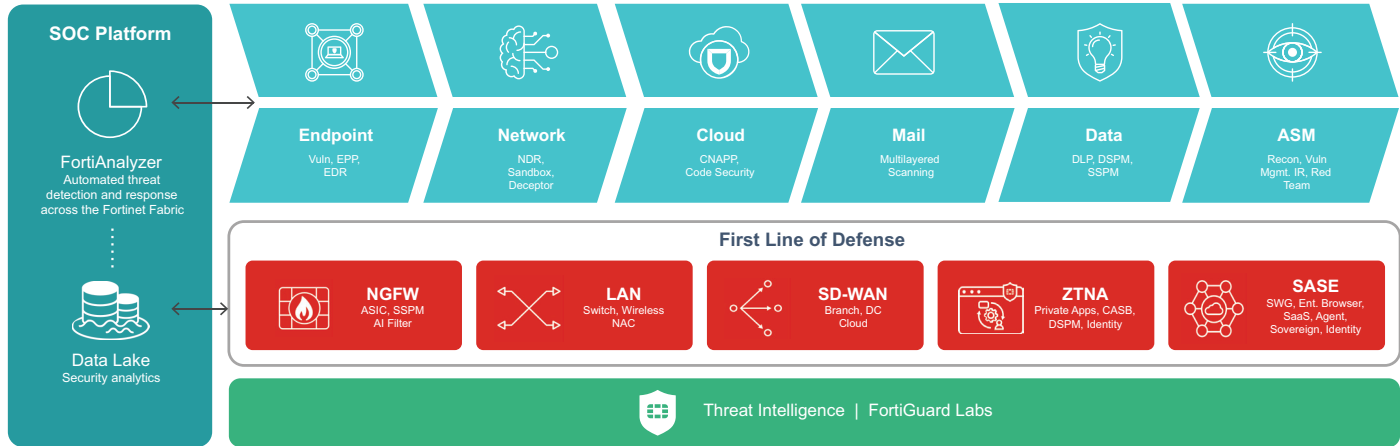 SOC Platform
FortiAnalyzer
Automated threat
detection and response
across the Fortinet Fabric
Data Lake
Security analytics
Endpoint
Vuln, EPP,
EDR
Network
NDR,
Sandbox,
Deceptor
Cloud
CNAPP,
Code Security
Mail
Multilayered
Scanning
Data
DLP, DSPM,
SSPM
ASM
Recon, Vuln
Mgmt. IR, Red
Team
First Line of Defense
NGFW
ASIC, SSPM
AI Filter
LAN
Switch, Wireless
NAC
SD-WAN
Branch, DC
Cloud
ZTNA
Private Apps, CASB,
DSPM, Identity
SASE
SWG, Ent. Browser,
SaaS, Agent,
Sovereign, Identity
Threat Intelligence | FortiGuard Labs